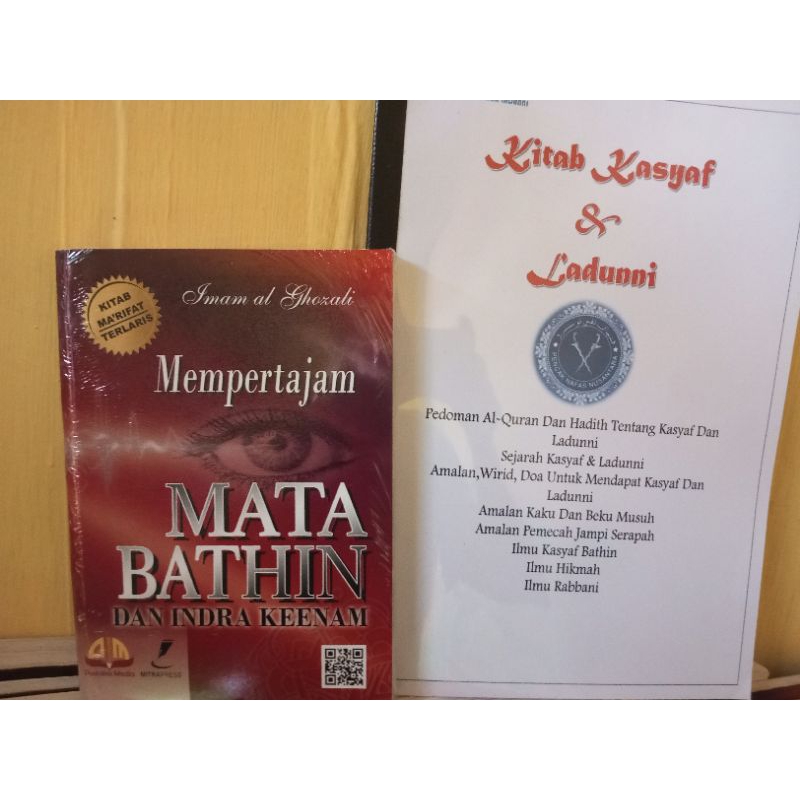 KITAB
MA'RIFAT
TERLARIS
Imam al Ghozali
Mempertajam
MATA
BATHIN
DAN INDRA KEENAM
MITRAPRESS
Kitab Kasyaf
&
Ladunni
Pedoman Al-Quran Dan Hadith Tentang Kasyaf Dan
Ladunni
Sejarah Kasyaf & Ladunni
Amalan,Wirid, Doa Untuk Mendapat Kasyaf Dan
Ladunni
Amalan Kaku Dan Beku Musuh
Amalan Pemecah Jampi Serapah
Ilmu Kasyaf Bathin
Ilmu Hikmah
Ilmu Rabbani